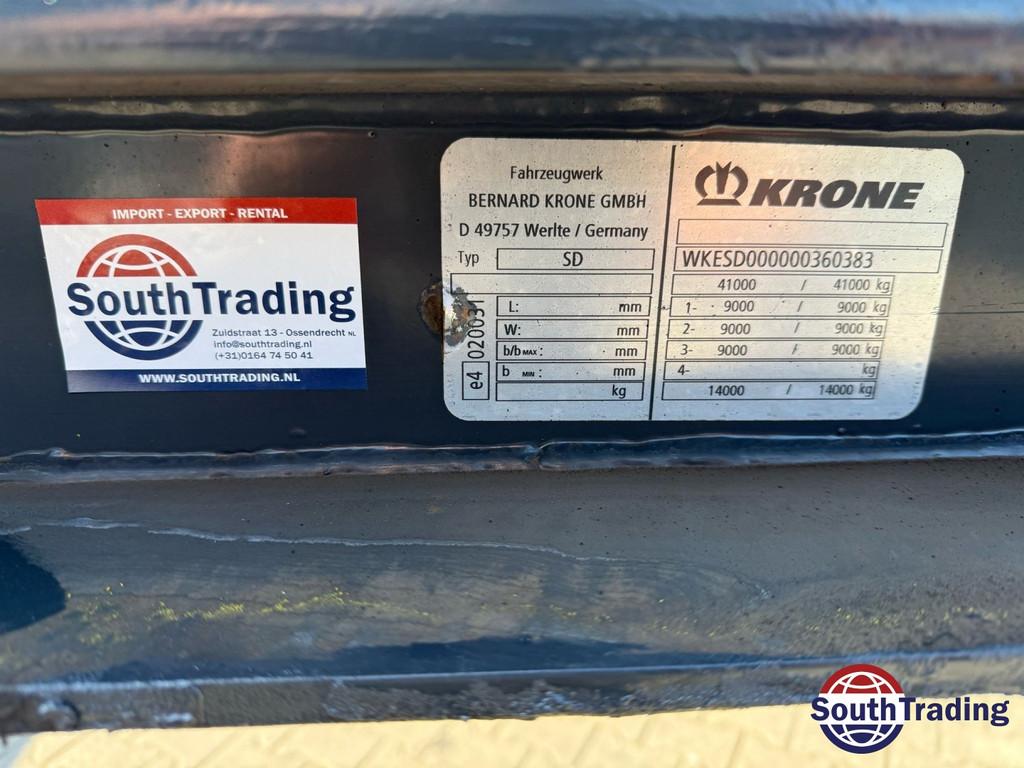 IMPORT - EXPORT - RENTAL
SouthTrading
Zuidstraat 13 - Ossendrecht NL
info@southtrading.nl
(+31)0164 74 50 41
WWW.SOUTHTRADING.NL
Fahrzeugwerk
BERNARD KRONE GMBH
D 49757 Werlte / Germany
Typ SD
L: mm
W: mm
b/b MAX: mm
b MIN: mm
kg
e4 020031
KRONE
WKESD000000360383
41000 / 41000 kg
1- 9000 / 9000 kg
2- 9000 / 9000 kg
3- 9000 / 9000 kg
4- kg
14000 / 14000 kg
SouthTrading